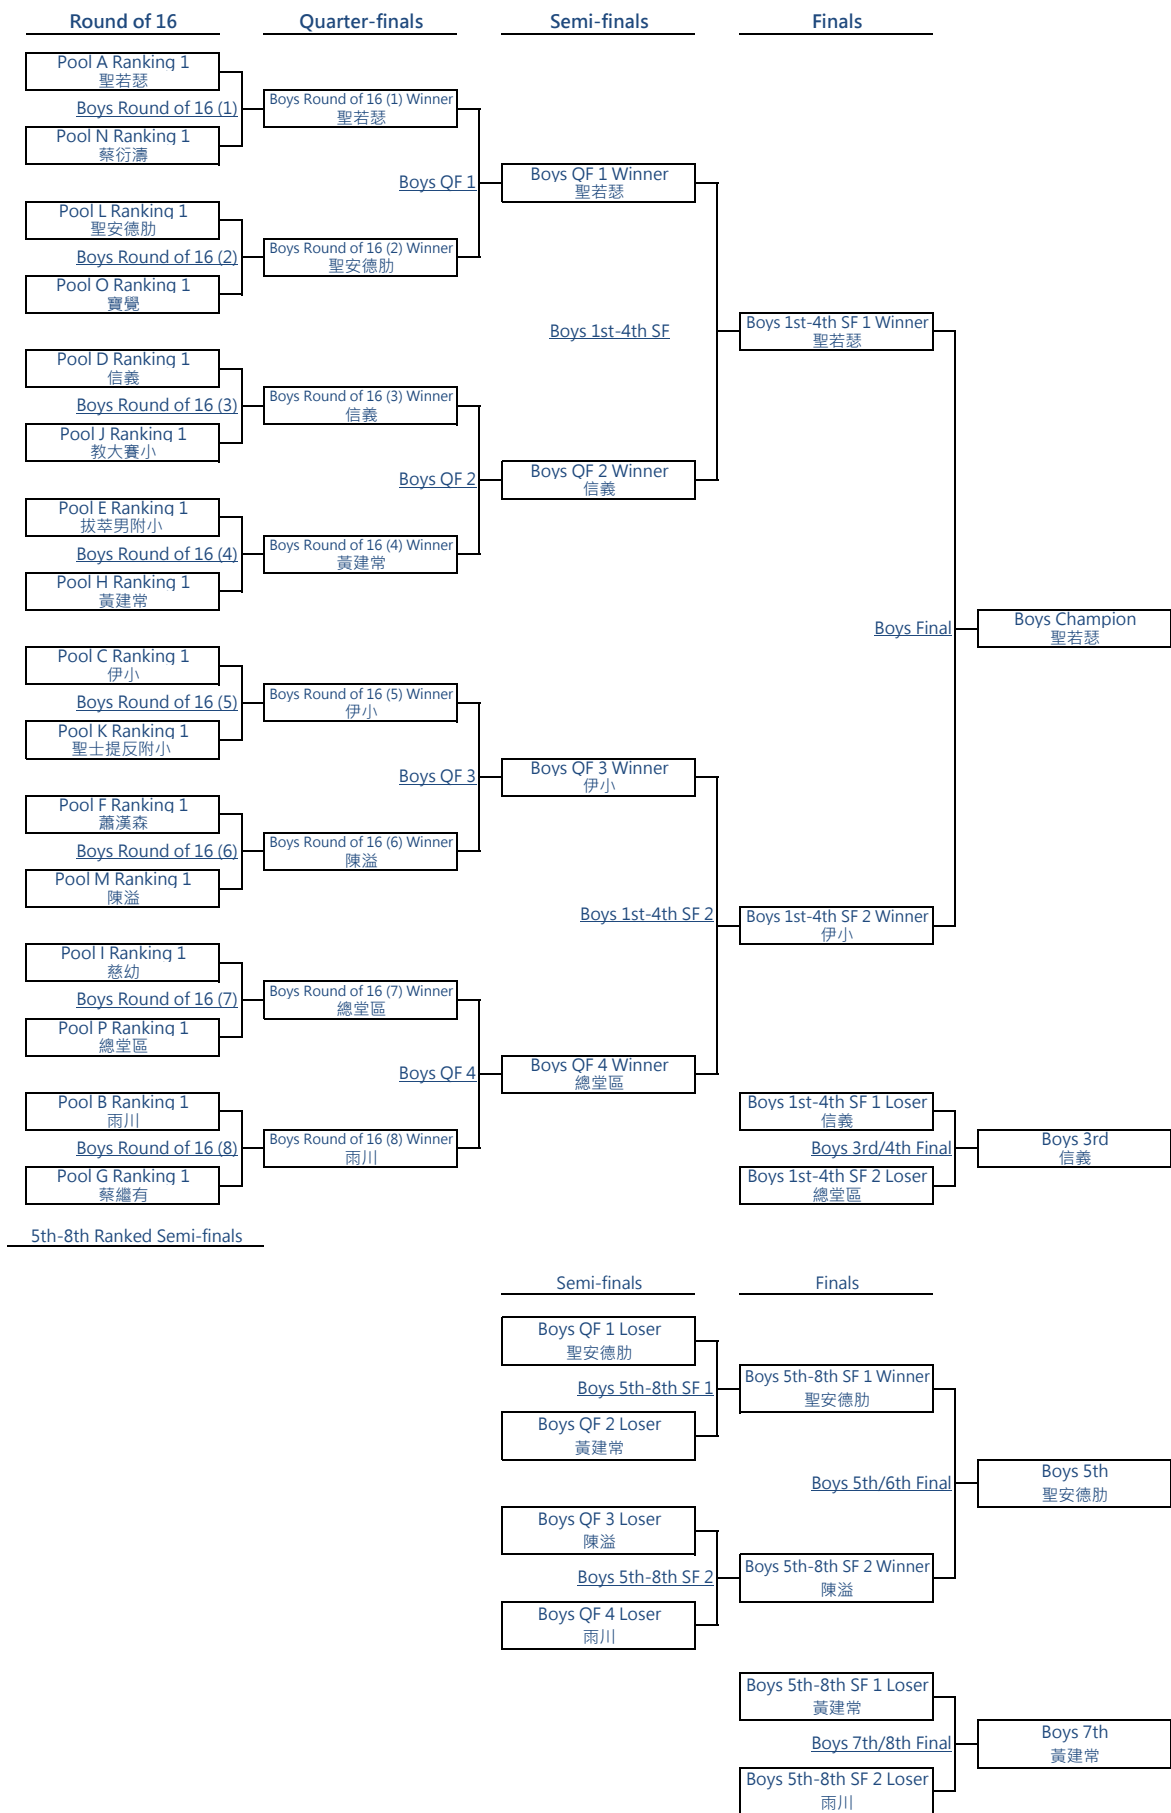 Round of 16
Quarter-finals
Semi-finals
Finals
Pool A Ranking 1
聖若瑟
Boys Round of 16 (1)
Pool N Ranking 1
蔡衍濤
Boys Round of 16 (1) Winner
聖若瑟
Boys QF 1
Boys QF 1 Winner
聖若瑟
Pool L Ranking 1
聖安德肋
Boys Round of 16 (2)
Pool O Ranking 1
寶覺
Boys Round of 16 (2) Winner
聖安德肋
Boys 1st-4th SF
Boys 1st-4th SF 1 Winner
聖若瑟
Pool D Ranking 1
信義
Boys Round of 16 (3)
Pool J Ranking 1
教大賽小
Boys Round of 16 (3) Winner
信義
Boys QF 2
Boys QF 2 Winner
信義
Pool E Ranking 1
拔萃男附小
Boys Round of 16 (4)
Pool H Ranking 1
黃建常
Boys Round of 16 (4) Winner
黃建常
Boys Final
Boys Champion
聖若瑟
Pool C Ranking 1
伊小
Boys Round of 16 (5)
Pool K Ranking 1
聖士提反附小
Boys Round of 16 (5) Winner
伊小
Boys QF 3
Boys QF 3 Winner
伊小
Pool F Ranking 1
蕭漢森
Boys Round of 16 (6)
Pool M Ranking 1
陳溢
Boys Round of 16 (6) Winner
陳溢
Boys 1st-4th SF 2
Boys 1st-4th SF 2 Winner
伊小
Pool I Ranking 1
慈幼
Boys Round of 16 (7)
Pool P Ranking 1
總堂區
Boys Round of 16 (7) Winner
總堂區
Boys QF 4
Boys QF 4 Winner
總堂區
Pool B Ranking 1
雨川
Boys Round of 16 (8)
Pool G Ranking 1
蔡繼有
Boys Round of 16 (8) Winner
雨川
Boys 1st-4th SF 1 Loser
信義
Boys 3rd/4th Final
Boys 1st-4th SF 2 Loser
總堂區
Boys 3rd
信義
5th-8th Ranked Semi-finals
Semi-finals
Finals
Boys QF 1 Loser
聖安德肋
Boys 5th-8th SF 1
Boys QF 2 Loser
黃建常
Boys 5th-8th SF 1 Winner
聖安德肋
Boys 5th/6th Final
Boys 5th
聖安德肋
Boys QF 3 Loser
陳溢
Boys 5th-8th SF 2
Boys QF 4 Loser
雨川
Boys 5th-8th SF 2 Winner
陳溢
Boys 5th-8th SF 1 Loser
黃建常
Boys 7th/8th Final
Boys 5th-8th SF 2 Loser
雨川
Boys 7th
黃建常